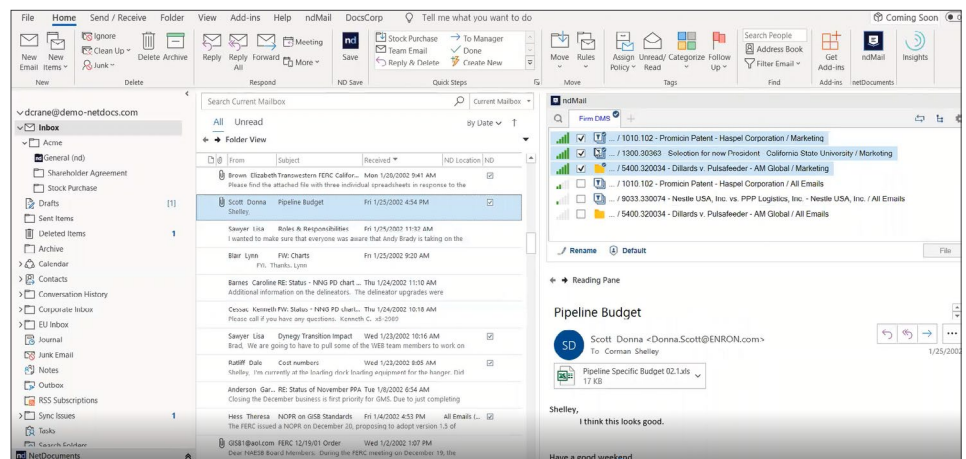 File Home Send / Receive Folder View Add-ins Help ndMail DocsCorp Tell me what you want to do Coming Soon
New Email
New Items
Ignore
Clean Up
Junk
Delete
Archive
Reply
Reply All
Forward
Meeting
More
nd
Save
Stock Purchase
Team Email
Reply & Delete
To Manager
Done
Create New
Move
Rules
Assign Policy
Unread/ Read
Categorize
Follow Up
Search People
Address Book
Filter Email
Get Add-ins
ndMail
Insights
New Delete Respond ND Save Quick Steps Move Tags Find Add-ins netDocuments
dcrane@demo-netdocs.com
Inbox
Acme
General (nd)
Shareholder Agreement
Stock Purchase
Drafts [1]
Sent Items
Deleted Items 1
Archive
Calendar
Contacts
Conversation History
Corporate Inbox
EU Inbox
Journal
Junk Email
Notes
Outbox
RSS Subscriptions
Sync Issues 1
Tasks
Search Folders
nd NetDocuments
Search Current Mailbox Current Mailbox
All Unread By Date
Folder View
From Subject Received ND Location ND
Brown Elizabeth Transwestern FERC Califor... Mon 1/28/2002 9:41 AM
Please find the attached file with three individual spreadsheets in response to the
Scott Donna Pipeline Budget Fri 1/25/2002 4:54 PM
Shelley,
Sawyer Lisa Roles & Responsibilities Fri 1/25/2002 11:32 AM
I wanted to make sure that everyone was aware that Andy Brady is taking on the
Blair Lynn FW: Charts Fri 1/25/2002 9:20 AM
FYI, Thanks, Lynn
Barnes Caroline RE: Status - NNG PD chart ... Thu 1/24/2002 11:10 AM
Additional information on the delineators. The delineator upgrades were
Cessac Kenneth FW: Status - NNG PD chart... Thu 1/24/2002 10:18 AM
Please call if you have any questions. Kenneth C. x5-2980
Sawyer Lisa Dynegy Transition Impact Wed 1/23/2002 10:16 AM
Brad, We are going to have to pull some of the WEB team members to work on
Ratliff Dale Cost numbers Wed 1/23/2002 8:05 AM
Shelley, I'm currently at the loading dock loading equipment for the hanger. Did
Anderson Gar... RE: Status of November PPA Tue 1/8/2002 6:54 AM
Closing the December business is first priority for GMS. Due to just completing
Hess Theresa NOPR on GISB Standards Fri 1/4/2002 4:53 PM All Emails (...
The FERC issued a NOPR on December 20, proposing to adopt version 1.5 of
GISB1@aol.com FERC 12/19/01 Order Wed 1/2/2002 1:07 PM
Dear NAESB Board Members, During the FERC meeting on December 19, the
ndMail
Firm DMS
... / 1010.102 - Promicin Patent - Haspel Corporation / Marketing
... / 1300.30363 Selection for new President California State University / Marketing
... / 5400.320034 - Dillards v. Pulsafeeder - AM Global / Marketing
... / 1010.102 - Promicin Patent - Haspel Corporation / All Emails
... / 9033.330074 - Nestle USA, Inc. vs. PPP Logistics, Inc. - Nestle USA, Inc. / All Emails
... / 5400.320034 - Dillards v. Pulsafeeder - AM Global / All Emails
Rename Default File
Reading Pane
Pipeline Budget
SD
Scott Donna <Donna.Scott@ENRON.com>
To Corman Shelley
1/25/2002
Pipeline Specific Budget 02.1.xls
17 KB
Shelley,
I think this looks good.
Have a good weekend